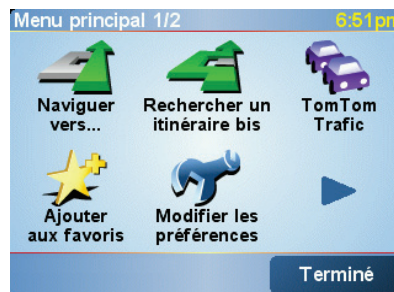 Menu principal 1/2 6:51pm
Naviguer vers...
Rechercher un itinéraire bis
TomTom Trafic
Ajouter aux favoris
Modifier les préférences
Terminé